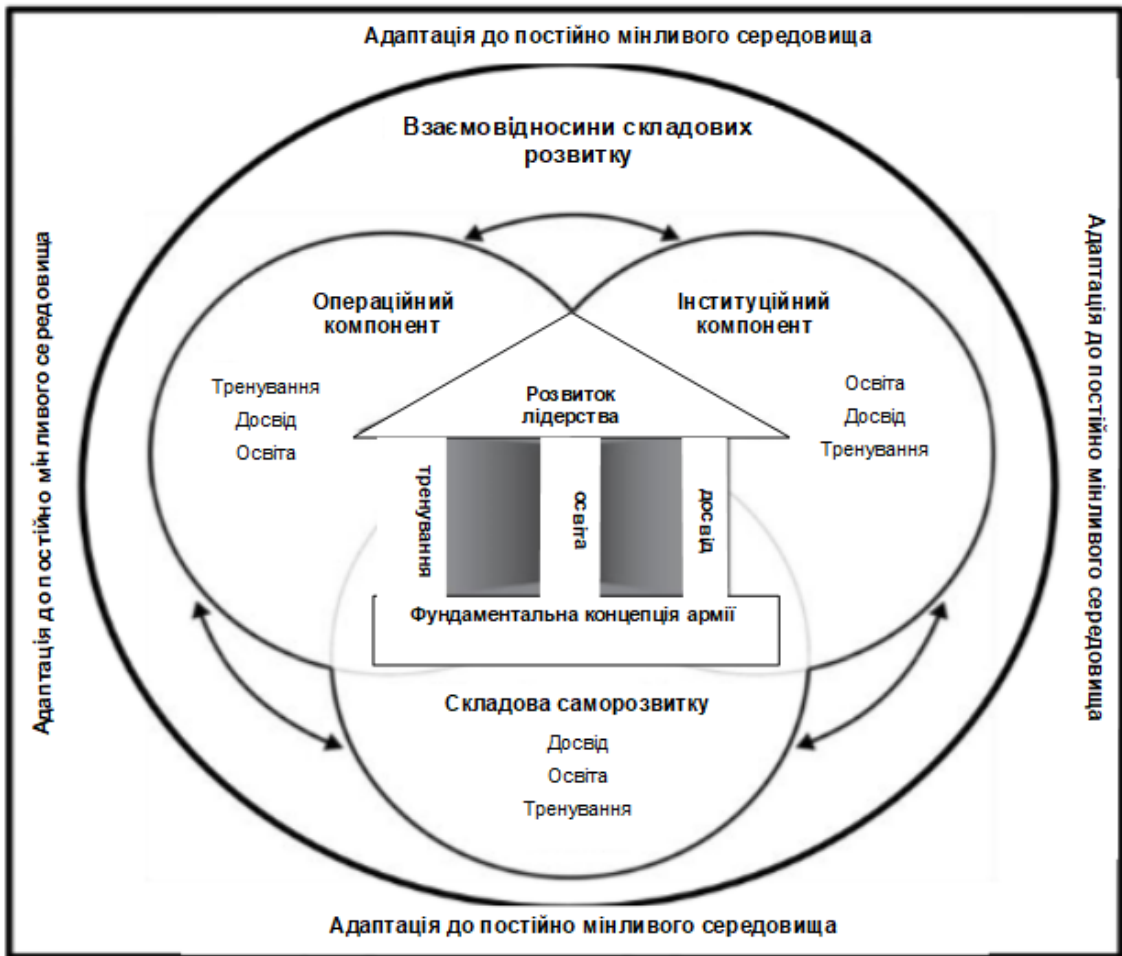 Адаптація до постійно мінливого середовища
Взаємовідносини складових
розвитку
Адаптація до постійно мінливого середовища
Адаптація до постійно мінливого середовища
Операційний
компонент
Інституційний
компонент
Тренування
Досвід
Освіта
Освіта
Досвід
Тренування
Розвиток
лідерства
тренування
освіта
досвід
Фундаментальна концепція армії
Складова саморозвитку
Досвід
Освіта
Тренування
Адаптація до постійно мінливого середовища